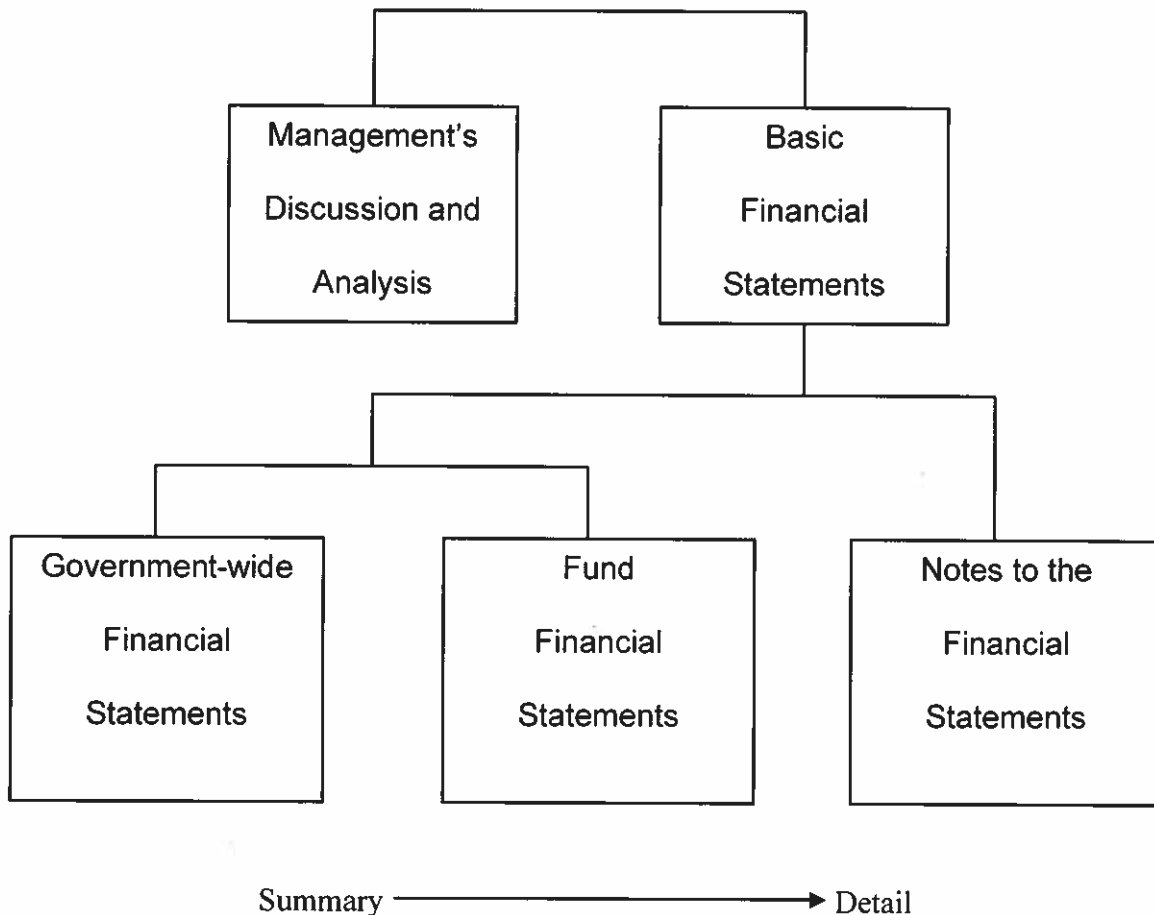 Management's
Discussion and
Analysis
Basic
Financial
Statements
Government-wide
Financial
Statements
Fund
Financial
Statements
Notes to the
Financial
Statements
Summary
Detail